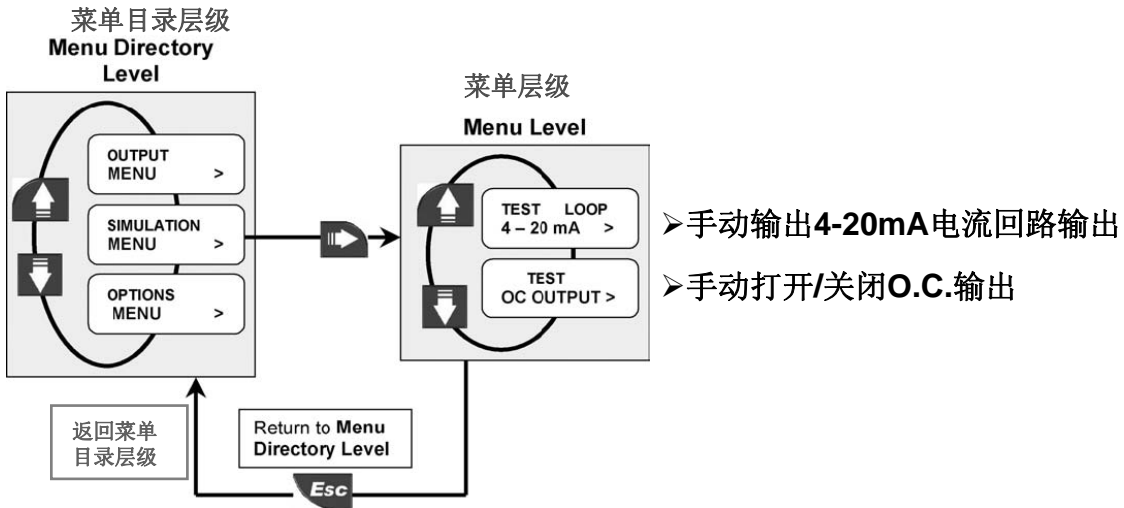 菜单目录层级
Menu Directory
Level
OUTPUT
MENU >
SIMULATION
MENU >
OPTIONS
MENU >
菜单层级
Menu Level
TEST LOOP
4 – 20 mA >
TEST
OC OUTPUT >
➢手动输出4-20mA电流回路输出
➢手动打开/关闭O.C.输出
返回菜单
目录层级
Return to Menu
Directory Level
Esc